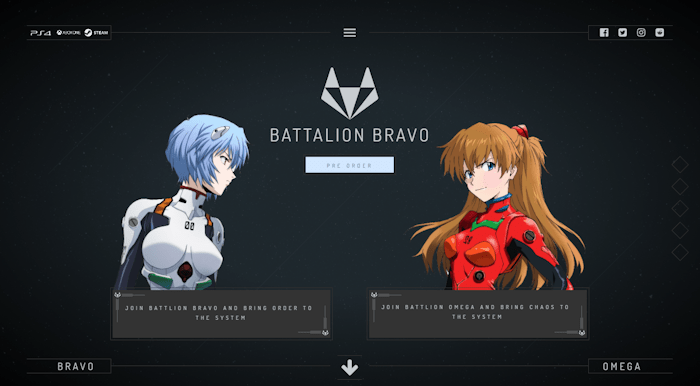 PS4 XBOX ONE STEAM
BATTALION BRAVO
PRE ORDER
00
JOIN BATTLION BRAVO AND BRING ORDER TO
THE SYSTEM
JOIN BATTLION OMEGA AND BRING CHAOS TO
THE SYSTEM
BRAVO
OMEGA